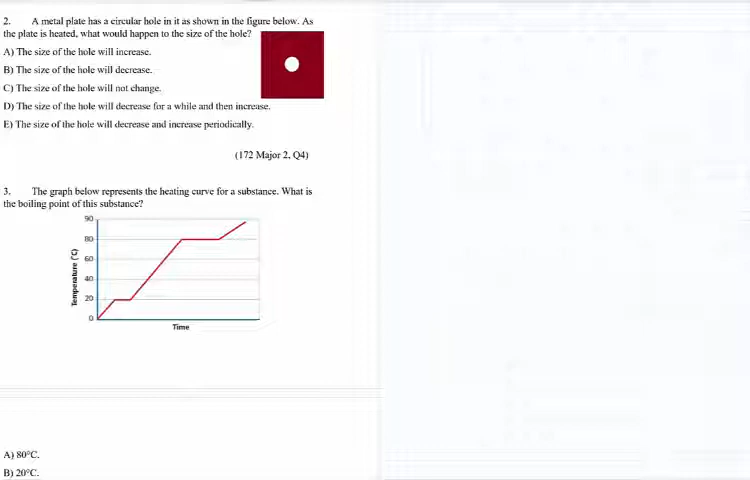 2. A metal plate has a circular hole in it as shown in the figure below. As
the plate is heated, what would happen to the size of the hole?
A) The size of the hole will increase.
B) The size of the hole will decrease.
C) The size of the hole will not change.
D) The size of the hole will decrease for a while and then increase.
E) The size of the hole will decrease and increase periodically.
(172 Major 2, Q4)
3. The graph below represents the heating curve for a substance. What is
the boiling point of this substance?
90
80
60
40
20
0
Temperature (°C)
Time
A) 80°C.
B) 20°C.